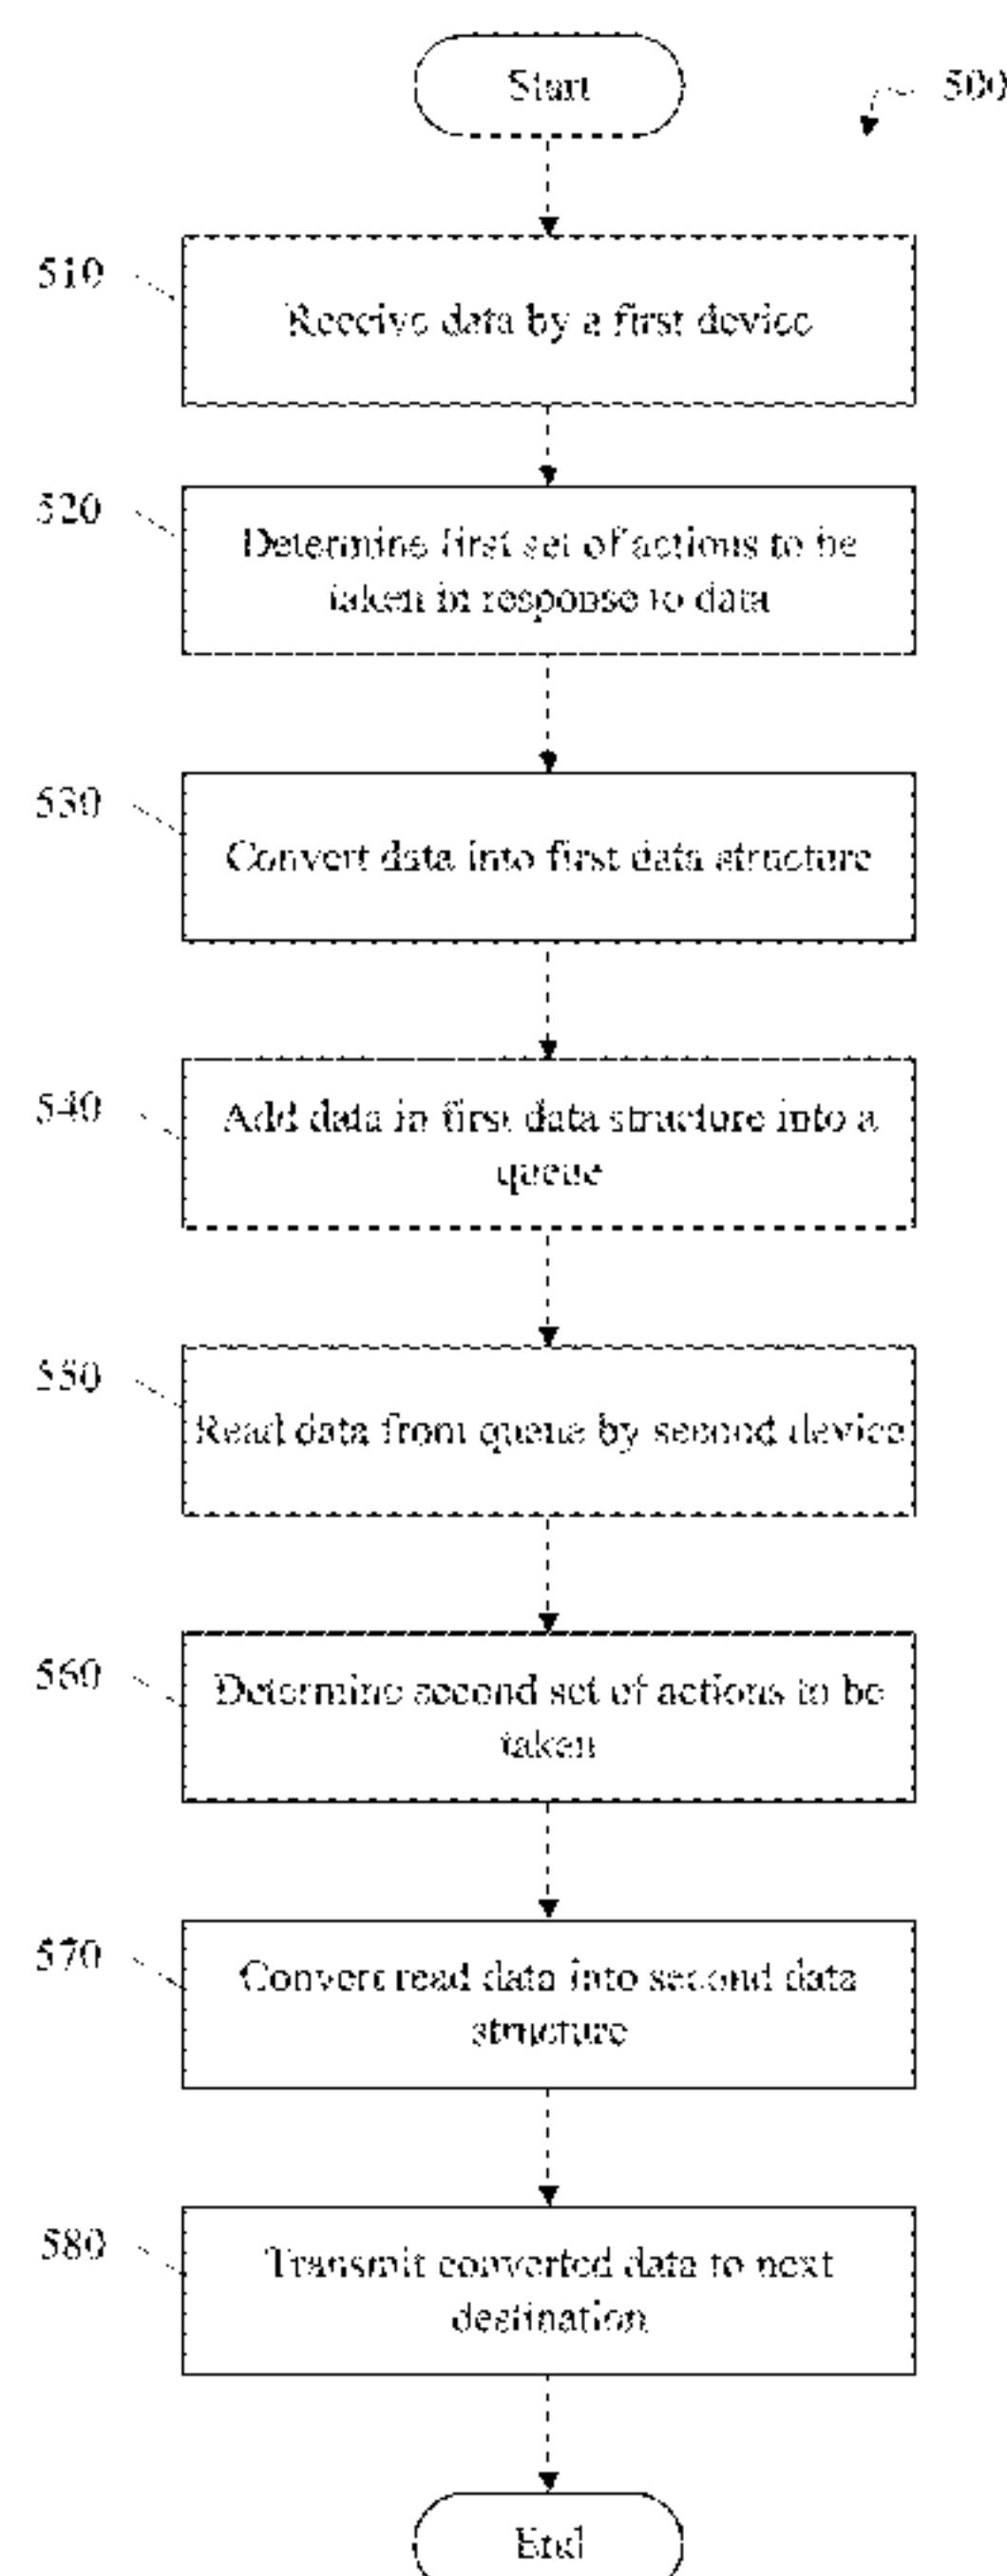 Start
500
510
Receive data by a first device
520
Determine first set of actions to be
taken in response to data
530
Convert data into first data structure
540
Add data in first data structure into a
queue
550
Read data from queue by second device
560
Determine second set of actions to be
taken
570
Convert read data into second data
structure
580
Transmit converted data to next
destination
End